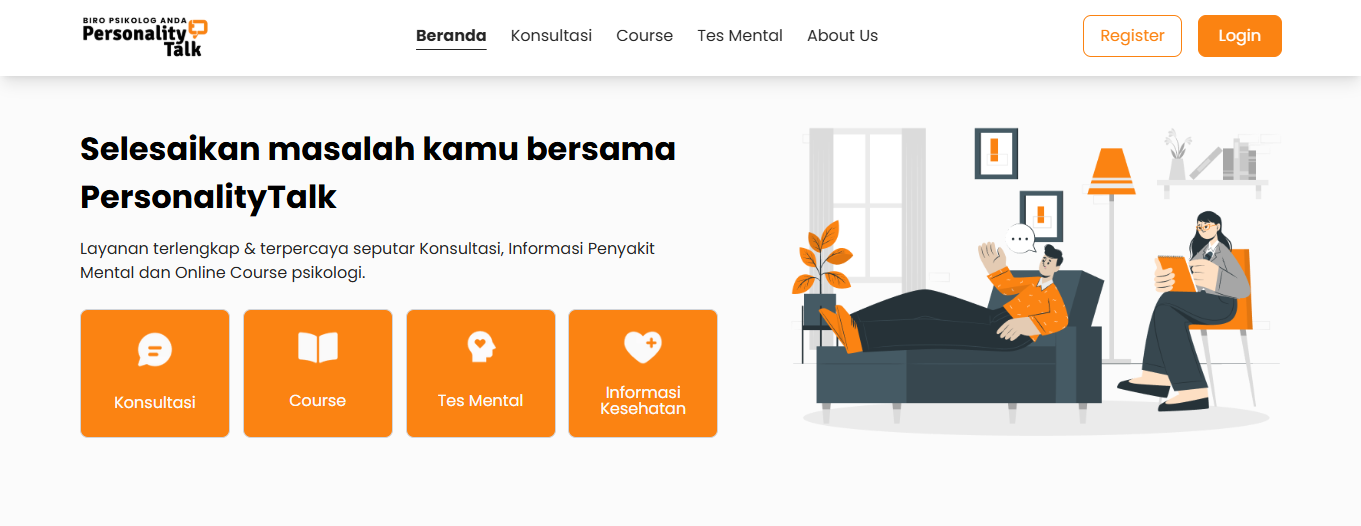 BIRO PSIKOLOG ANDA
Personality
Talk
Beranda
Konsultasi
Course
Tes Mental
About Us
Register
Login
Selesaikan masalah kamu bersama
PersonalityTalk
Layanan terlengkap & terpercaya seputar Konsultasi, Informasi Penyakit
Mental dan Online Course psikologi.
Konsultasi
Course
Tes Mental
Informasi
Kesehatan